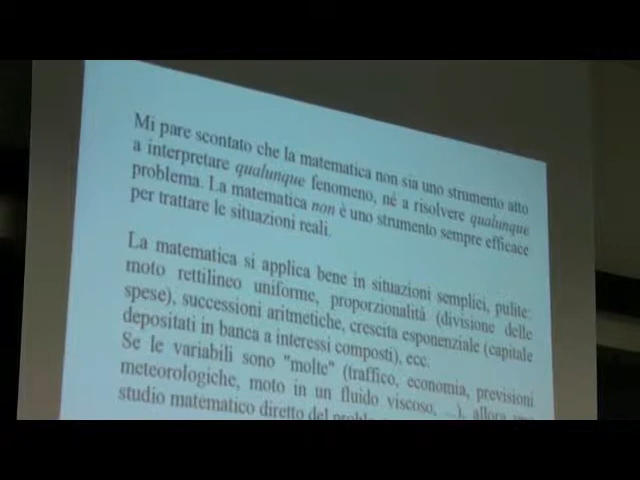 Mi pare scontato che la matematica non sia uno strumento atto
a interpretare qualunque fenomeno, né a risolvere qualunque
problema. La matematica non è uno strumento sempre efficace
per trattare le situazioni reali.
La matematica si applica bene in situazioni semplici, pulite:
moto rettilineo uniforme, proporzionalità (divisione delle
spese), successioni aritmetiche, crescita esponenziale (capitale
depositati in banca a interessi composti), ecc.
Se le variabili sono "molte" (traffico, economia, previsioni
meteorologiche, moto in un fluido viscoso, ...), allora
studio matematico diretto del